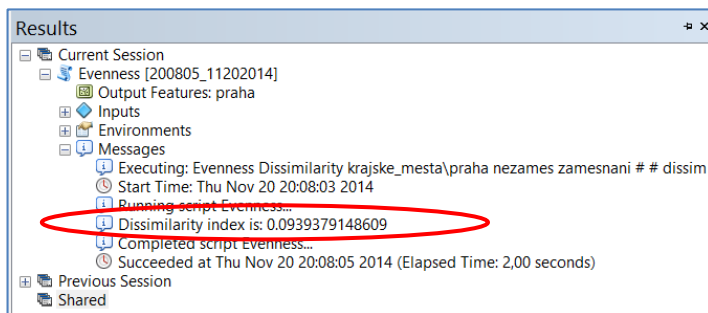 Results
Current Session
Evenness [200805_11202014]
Output Features: praha
Inputs
Environments
Messages
Executing: Evenness Dissimilarity krajske_mesta\praha nezames zamesnani # # dissim
Start Time: Thu Nov 20 20:08:03 2014
Running script Evenness...
Dissimilarity index is: 0.0939379148609
Completed script Evenness...
Succeeded at Thu Nov 20 20:08:05 2014 (Elapsed Time: 2,00 seconds)
Previous Session
Shared